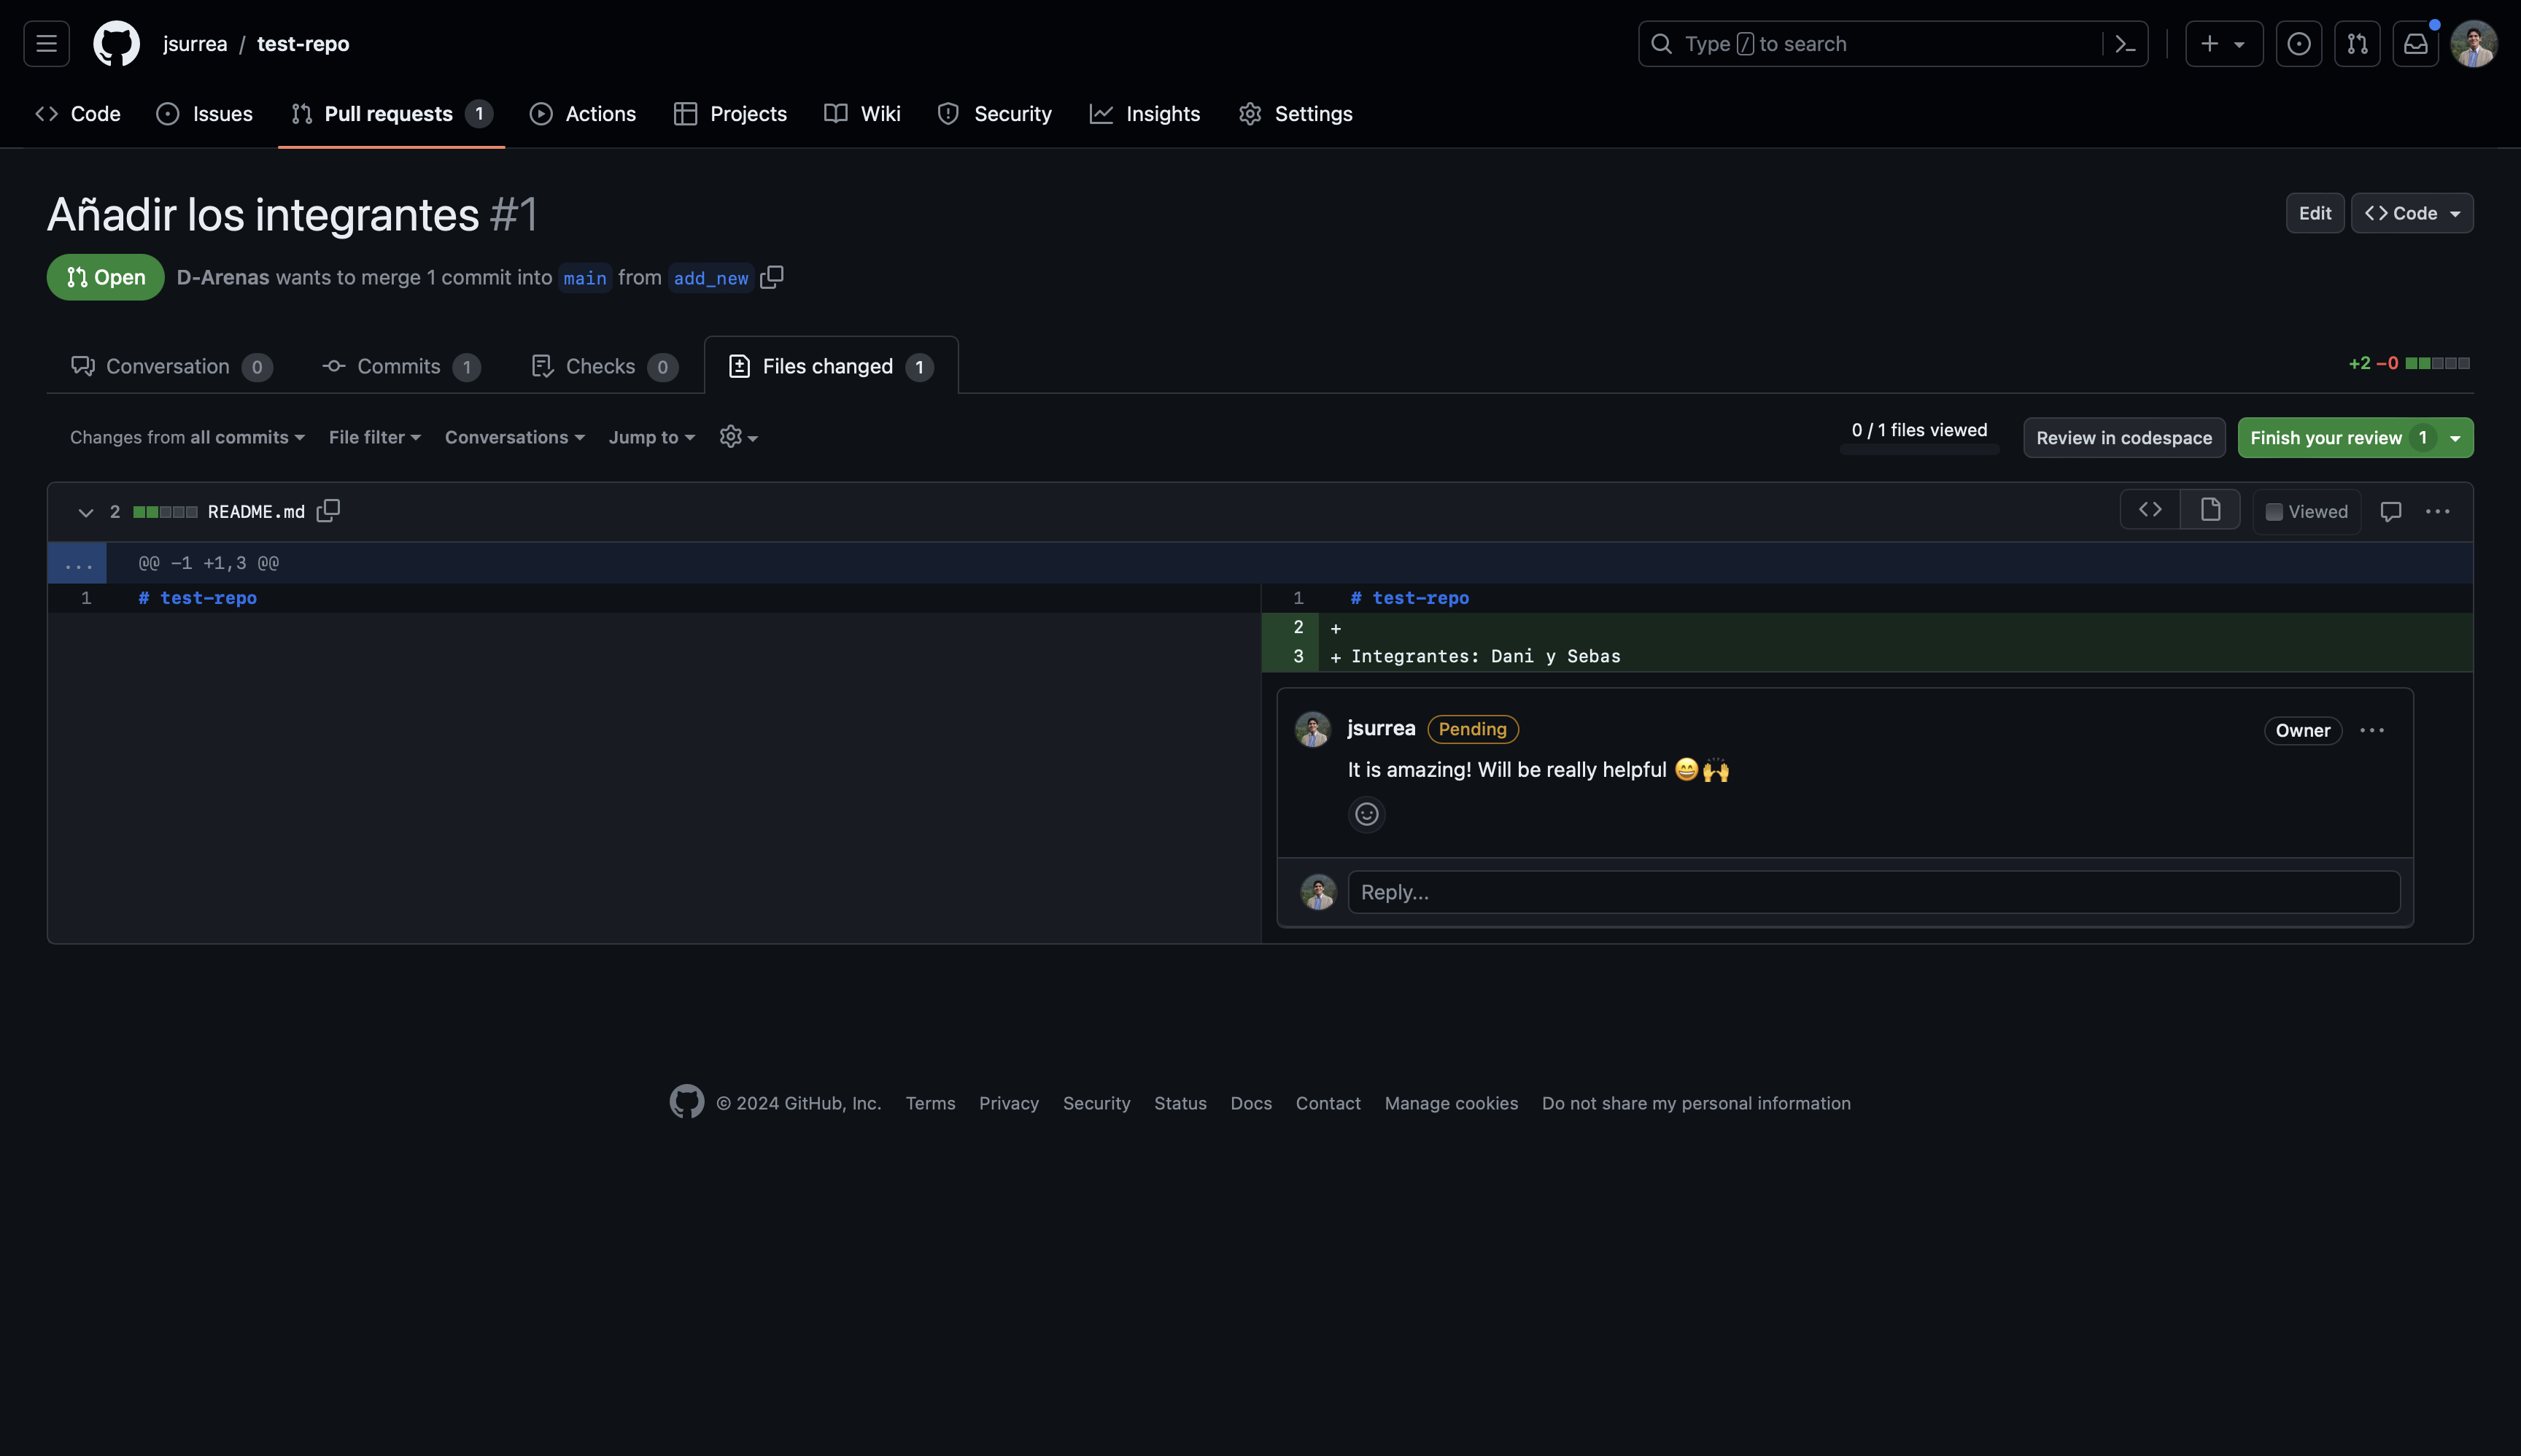 jsurrea / test-repo
Type / to search
Code Issues Pull requests 1 Actions Projects Wiki Security Insights Settings
Añadir los integrantes #1
Edit
Code
Open D-Arenas wants to merge 1 commit into main from add_new
Conversation 0 Commits 1 Checks 0 Files changed 1
+2 −0
Changes from all commits File filter Conversations Jump to
0 / 1 files viewed
Review in codespace
Finish your review 1
2 README.md
Viewed
... @@ -1 +1,3 @@
1 # test-repo
1 # test-repo
2 +
3 + Integrantes: Dani y Sebas
jsurrea Pending
Owner
It is amazing! Will be really helpful 😄🙌
Reply...
© 2024 GitHub, Inc. Terms Privacy Security Status Docs Contact Manage cookies Do not share my personal information